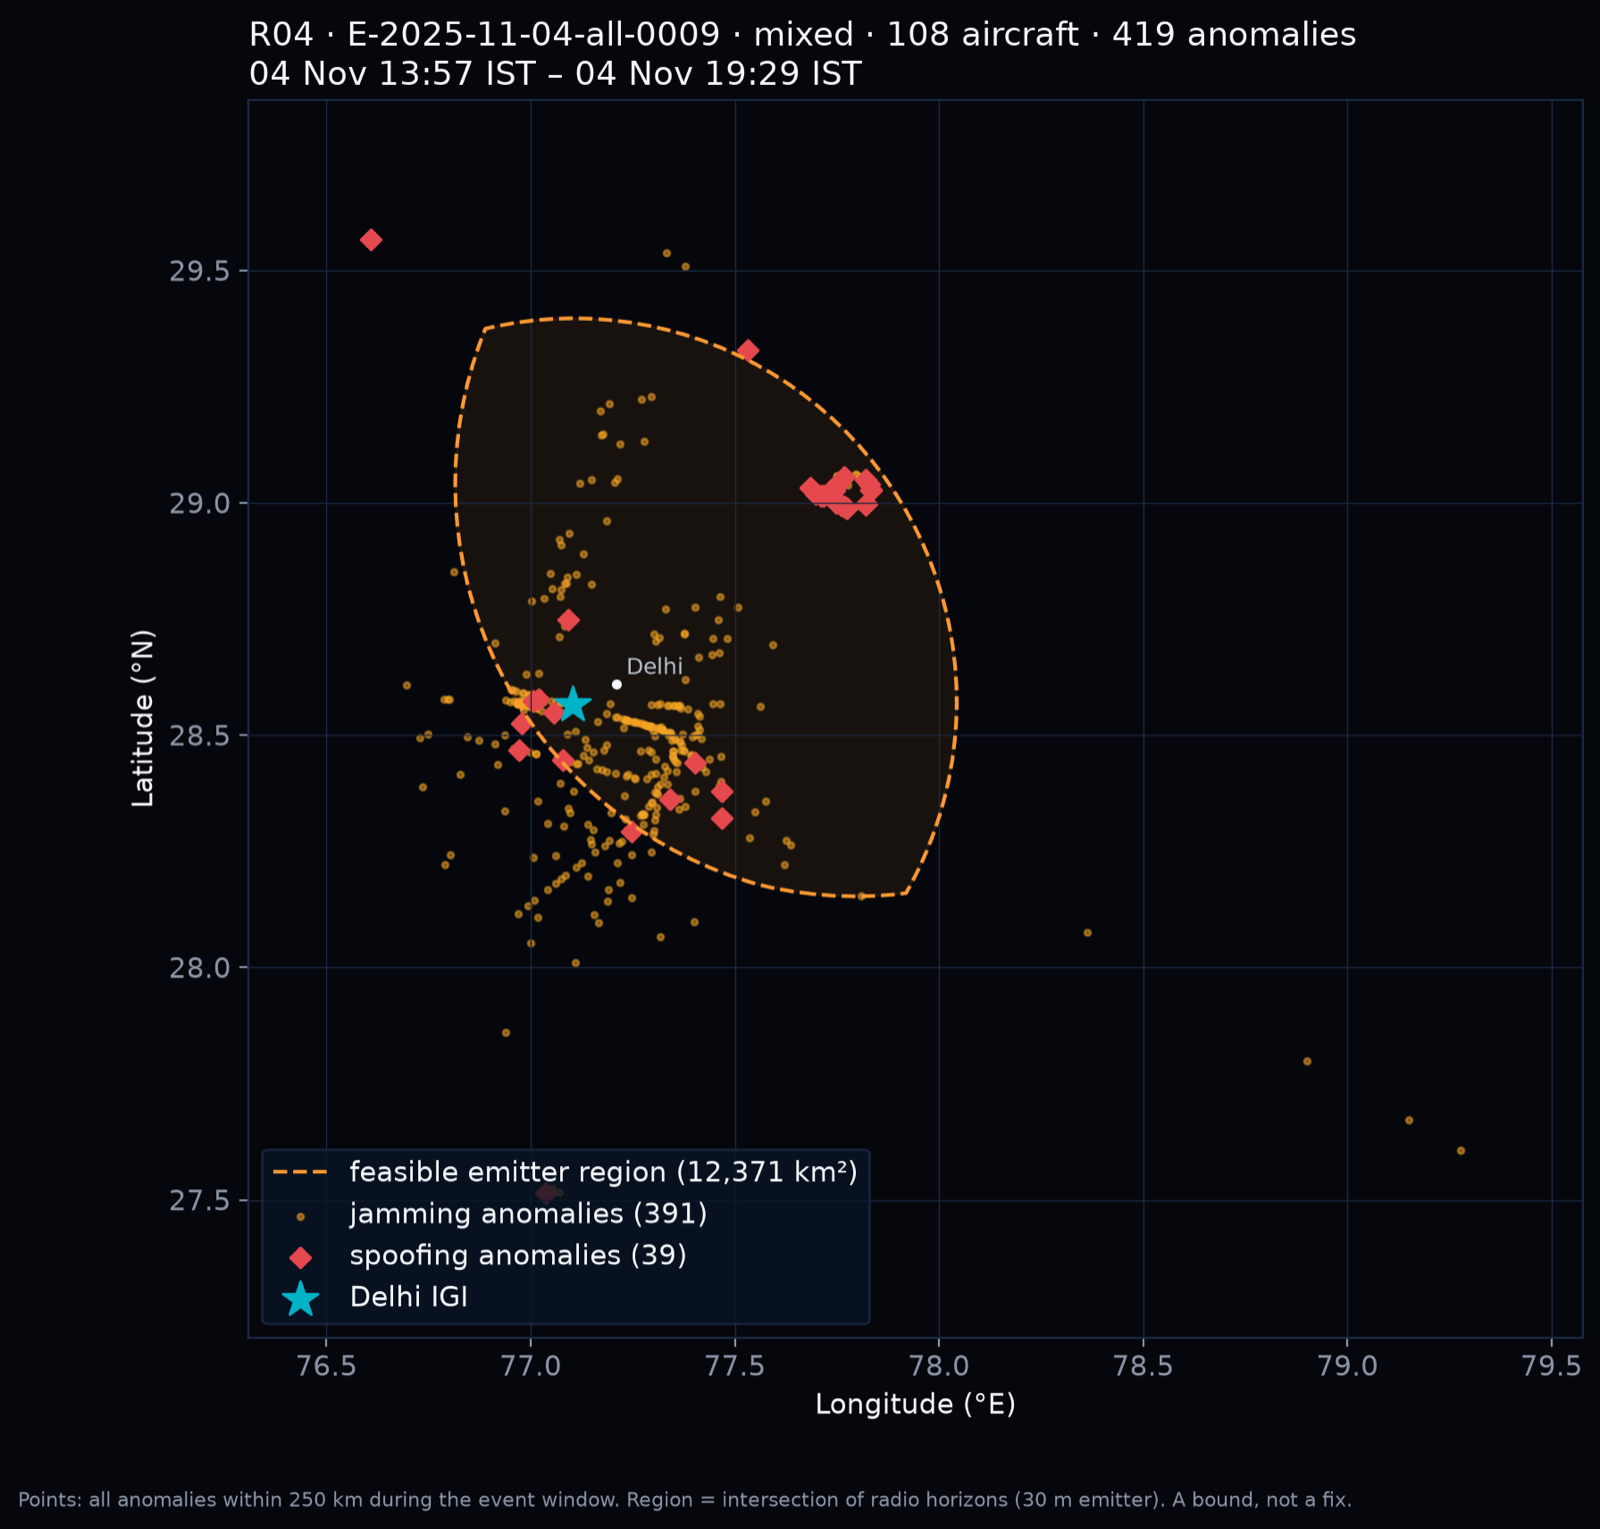 R04 · E-2025-11-04-all-0009 · mixed · 108 aircraft · 419 anomalies
04 Nov 13:57 IST – 04 Nov 19:29 IST
Latitude (°N)
29.5
29.0
28.5
28.0
27.5
Delhi
feasible emitter region (12,371 km²)
jamming anomalies (391)
spoofing anomalies (39)
Delhi IGI
76.5 77.0 77.5 78.0 78.5 79.0 79.5
Longitude (°E)
Points: all anomalies within 250 km during the event window. Region = intersection of radio horizons (30 m emitter). A bound, not a fix.